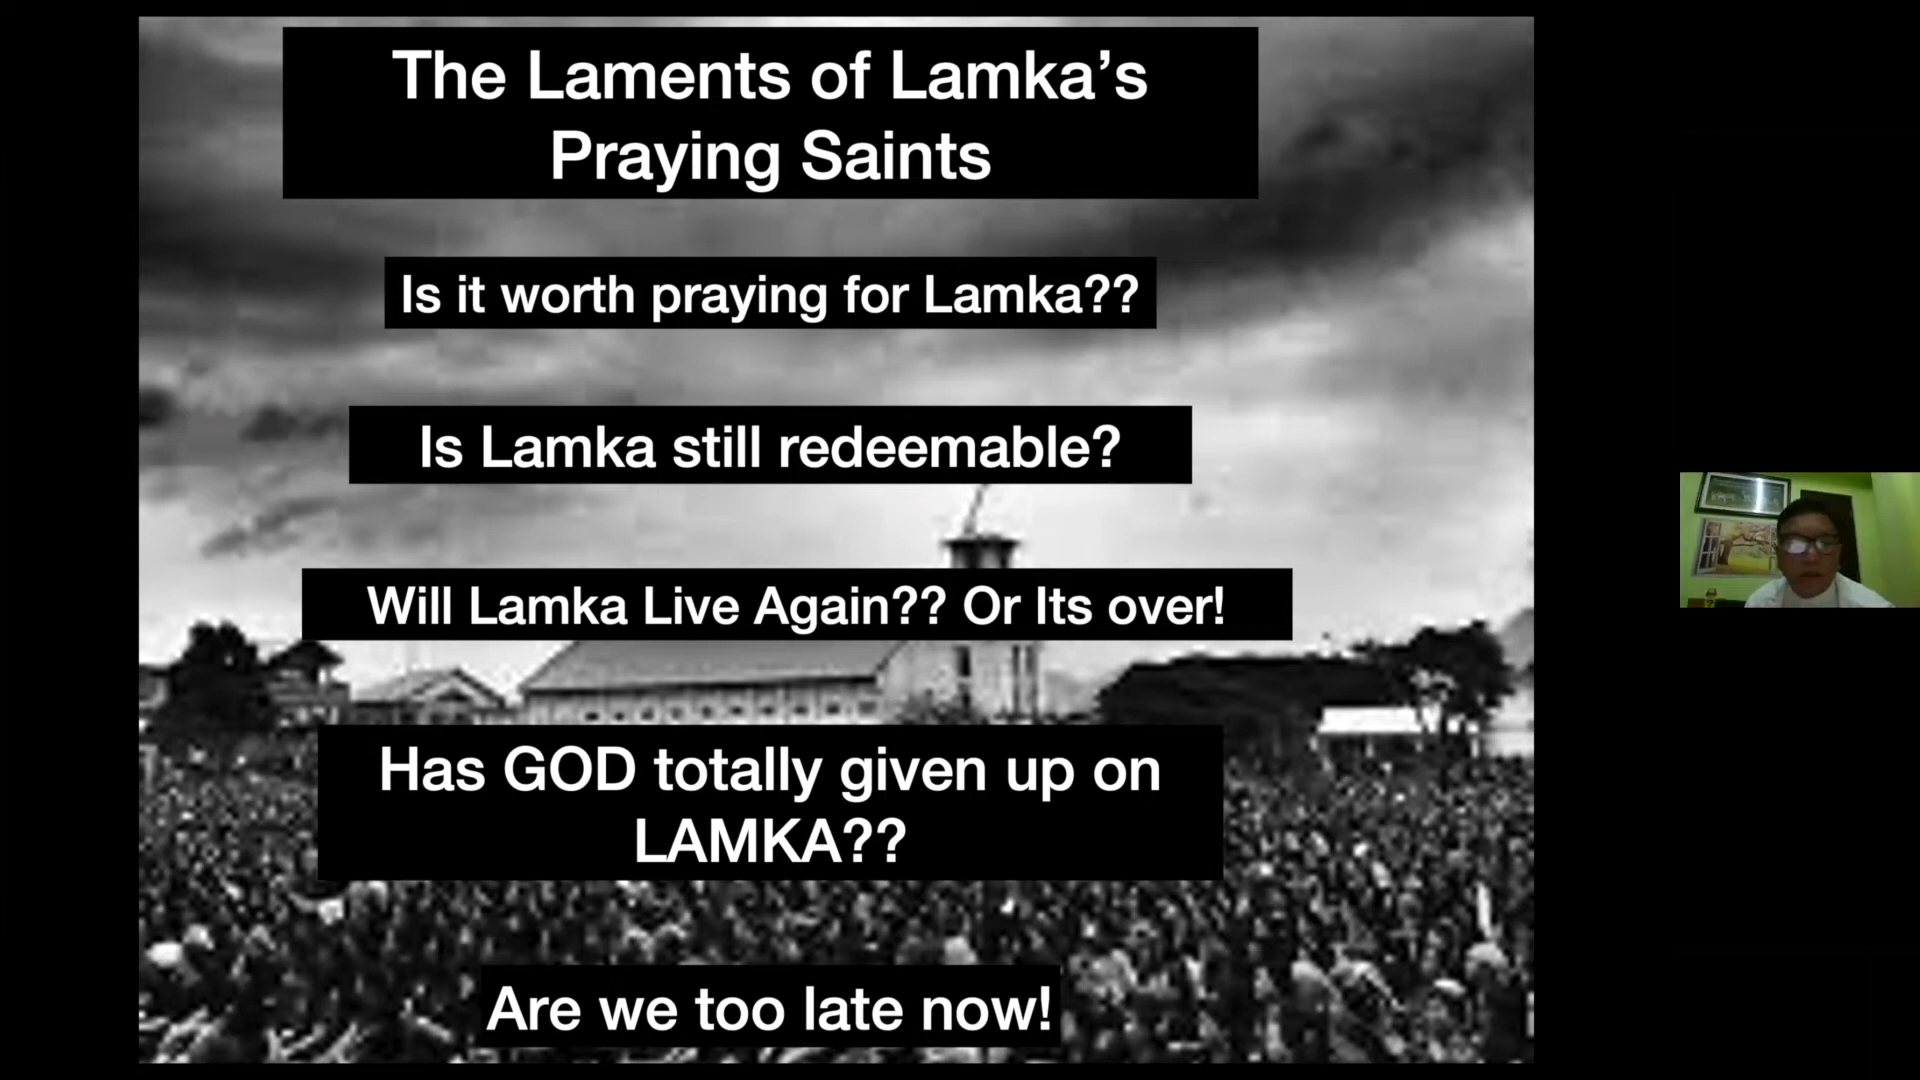 The Laments of Lamka’s
Praying Saints
Is it worth praying for Lamka??
Is Lamka still redeemable?
Will Lamka Live Again?? Or Its over!
Has GOD totally given up on
LAMKA??
Are we too late now!